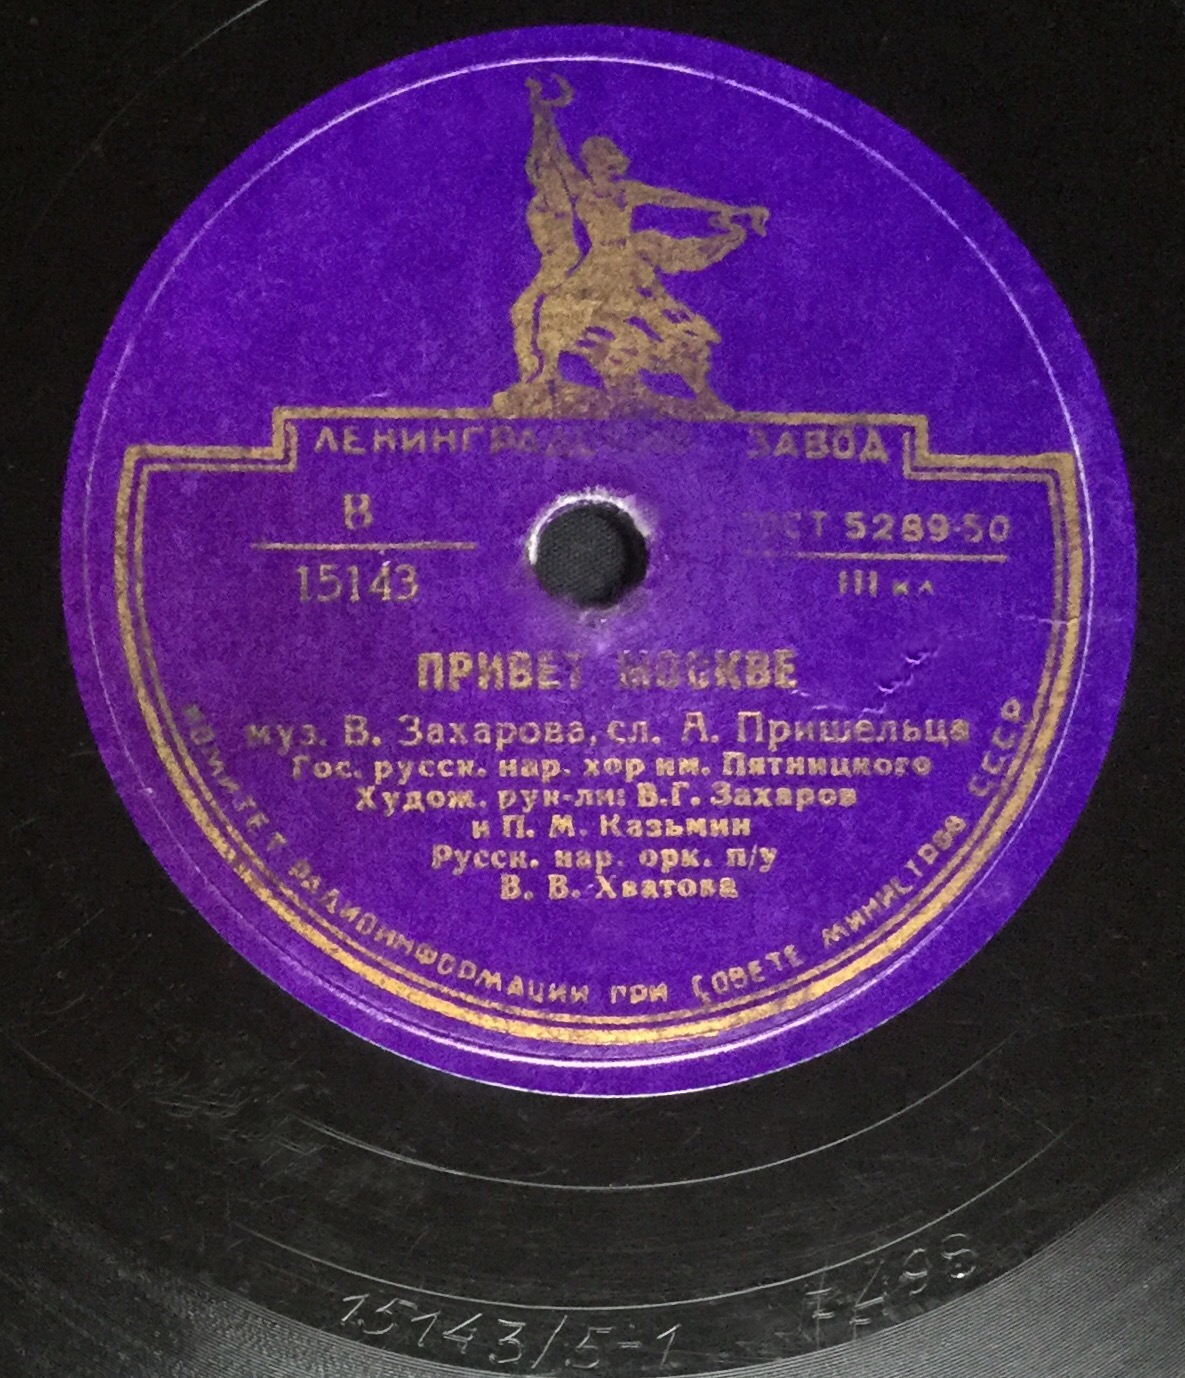 ЛЕНИНГРАДСКИЙ ЗАВОД
В
15143
ГОСТ 5289-50
III кл
ПРИВЕТ МОСКВЕ
муз. В. Захарова, сл. А. Пришельца
Гос. русск. нар. хор им. Пятницкого
Худож. рук-ли: В.Г. Захаров
и П. М. Казьмин
Русск. нар. орк. п/у
В. В. Хватова
КОМИТЕТ РАДИОИНФОРМАЦИИ ПРИ СОВЕТЕ МИНИСТРОВ СССР
15143/5-1